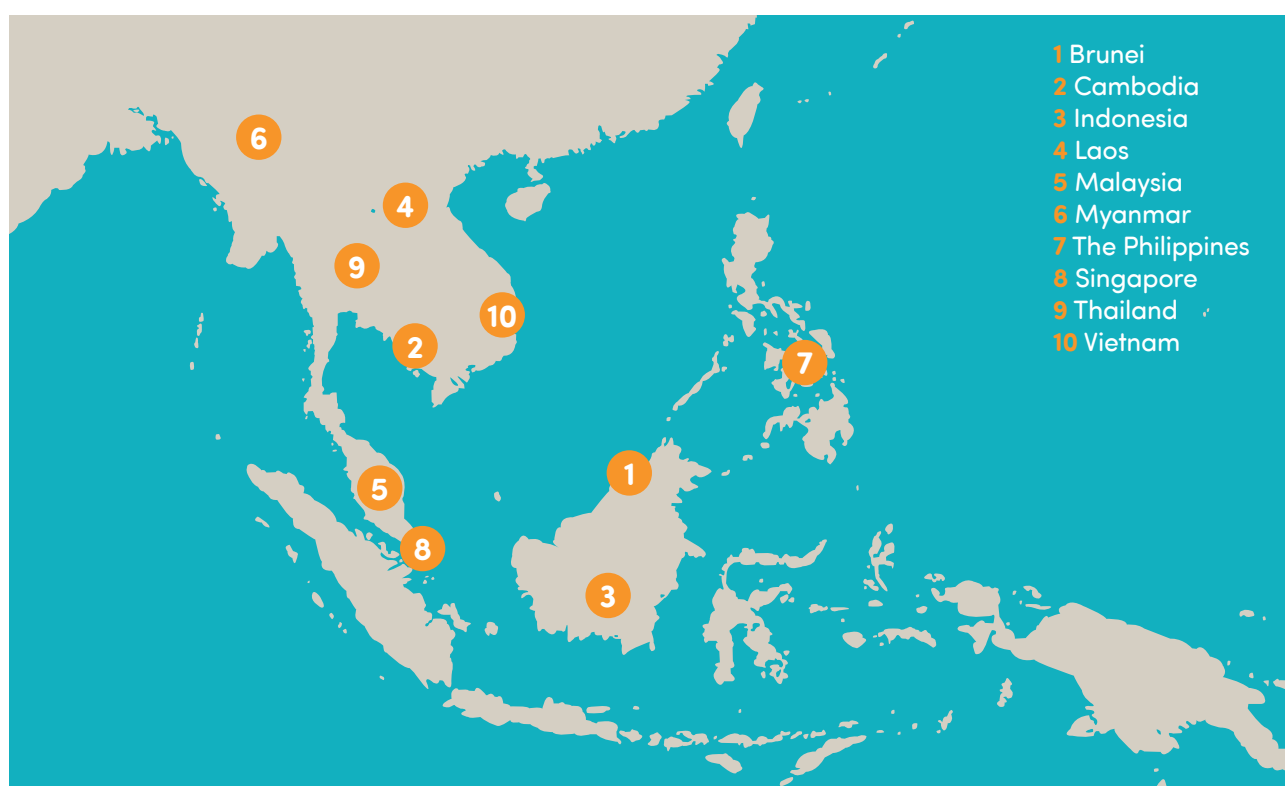 1 Brunei
2 Cambodia
3 Indonesia
4 Laos
5 Malaysia
6 Myanmar
7 The Philippines
8 Singapore
9 Thailand
10 Vietnam
6
4
9
10
2
7
1
5
8
3